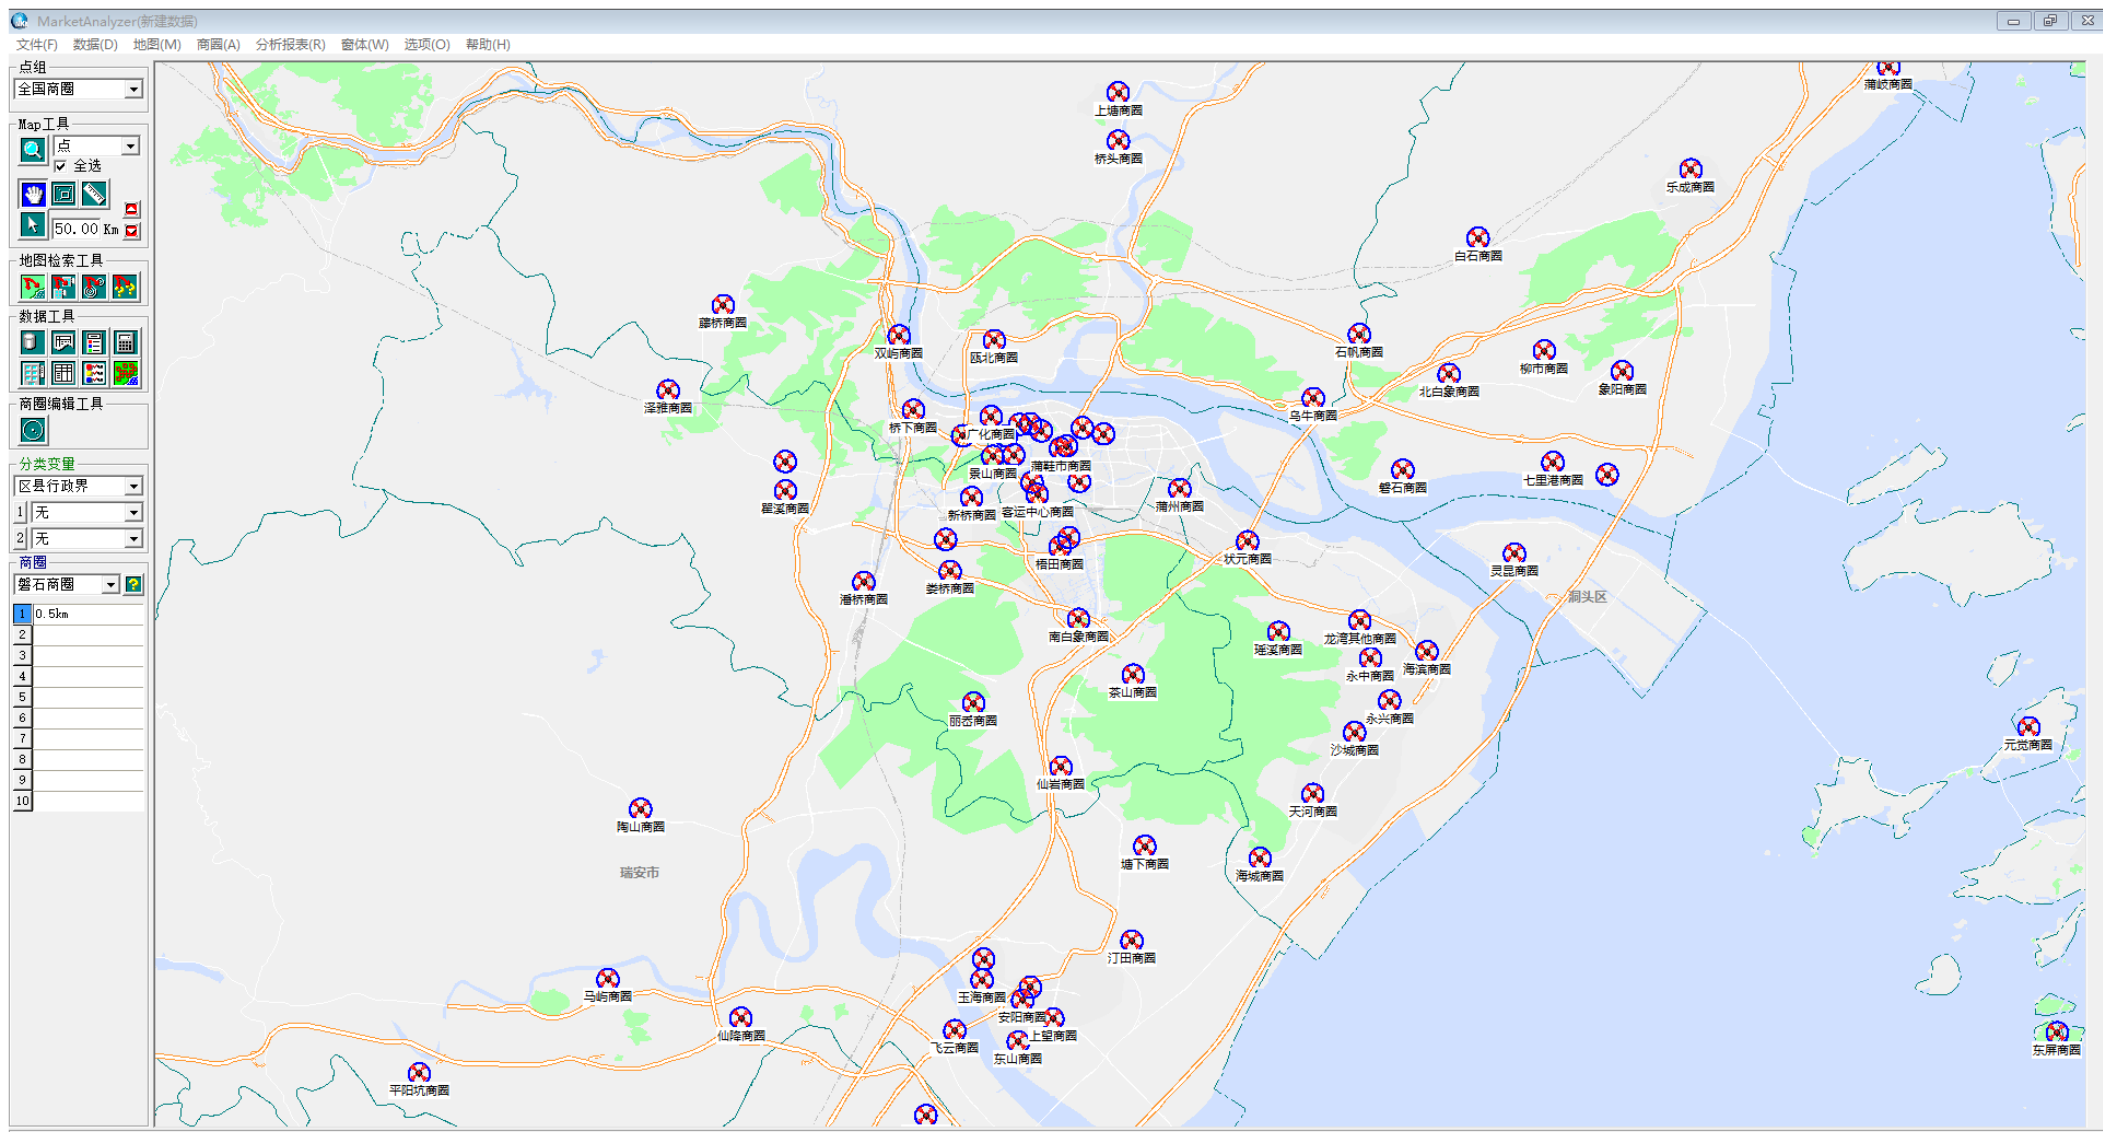 MarketAnalyzer(新建数据)
文件(F) 数据(D) 地图(M) 商圈(A) 分析报表(R) 窗体(W) 选项(O) 帮助(H)
点组
全国商圈
Map工具
点
全选
50.00 Km
地图检索工具
数据工具
商圈编辑工具
分类变量
区县行政界
1 无
2 无
商圈
磐石商圈
1 0.5km
2
3
4
5
6
7
8
9
10
蒲岐商圈
上塘商圈
桥头商圈
乐成商圈
白石商圈
藤桥商圈
双屿商圈
瓯北商圈
石帆商圈
柳市商圈
北白象商圈
象阳商圈
泽雅商圈
乌牛商圈
桥下商圈
广化商圈
蒲鞋市商圈
景山商圈
磐石商圈
七里港商圈
瞿溪商圈
新桥商圈
客运中心商圈
蒲州商圈
状元商圈
梧田商圈
灵昆商圈
娄桥商圈
潘桥商圈
洞头区
南白象商圈
龙湾其他商圈
瑶溪商圈
海滨商圈
永中商圈
茶山商圈
丽岙商圈
永兴商圈
沙城商圈
元觉商圈
仙岩商圈
天河商圈
陶山商圈
塘下商圈
瑞安市
海城商圈
汀田商圈
马屿商圈
玉海商圈
安阳商圈
仙降商圈
上望商圈
飞云商圈
东山商圈
东屏商圈
平阳坑商圈